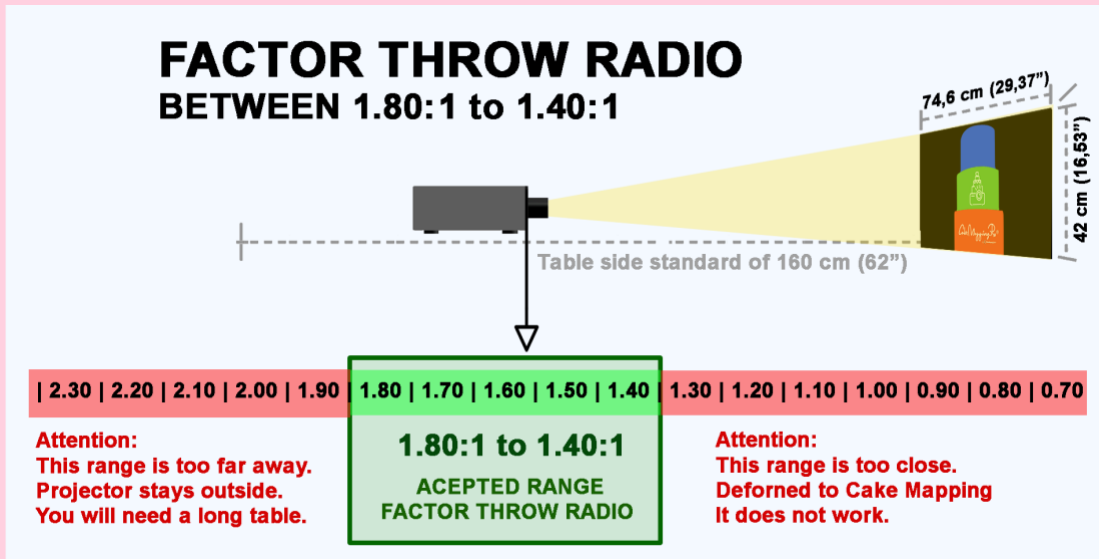 FACTOR THROW RADIO
BETWEEN 1.80:1 to 1.40:1
74,6 cm (29,37”)
42 cm (16,53”)
CakeMappingPro
Table side standard of 160 cm (62”)
| 2.30 | 2.20 | 2.10 | 2.00 | 1.90 | 1.80 | 1.70 | 1.60 | 1.50 | 1.40 | 1.30 | 1.20 | 1.10 | 1.00 | 0.90 | 0.80 | 0.70
Attention:
This range is too far away.
Projector stays outside.
You will need a long table.
1.80:1 to 1.40:1
ACEPTED RANGE
FACTOR THROW RADIO
Attention:
This range is too close.
Deforned to Cake Mapping
It does not work.